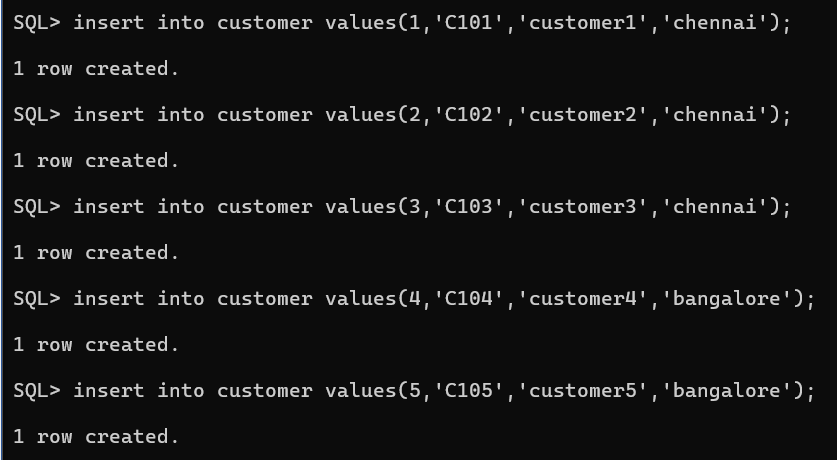 SQL> insert into customer values(1,'C101','customer1','chennai');
1 row created.
SQL> insert into customer values(2,'C102','customer2','chennai');
1 row created.
SQL> insert into customer values(3,'C103','customer3','chennai');
1 row created.
SQL> insert into customer values(4,'C104','customer4','bangalore');
1 row created.
SQL> insert into customer values(5,'C105','customer5','bangalore');
1 row created.